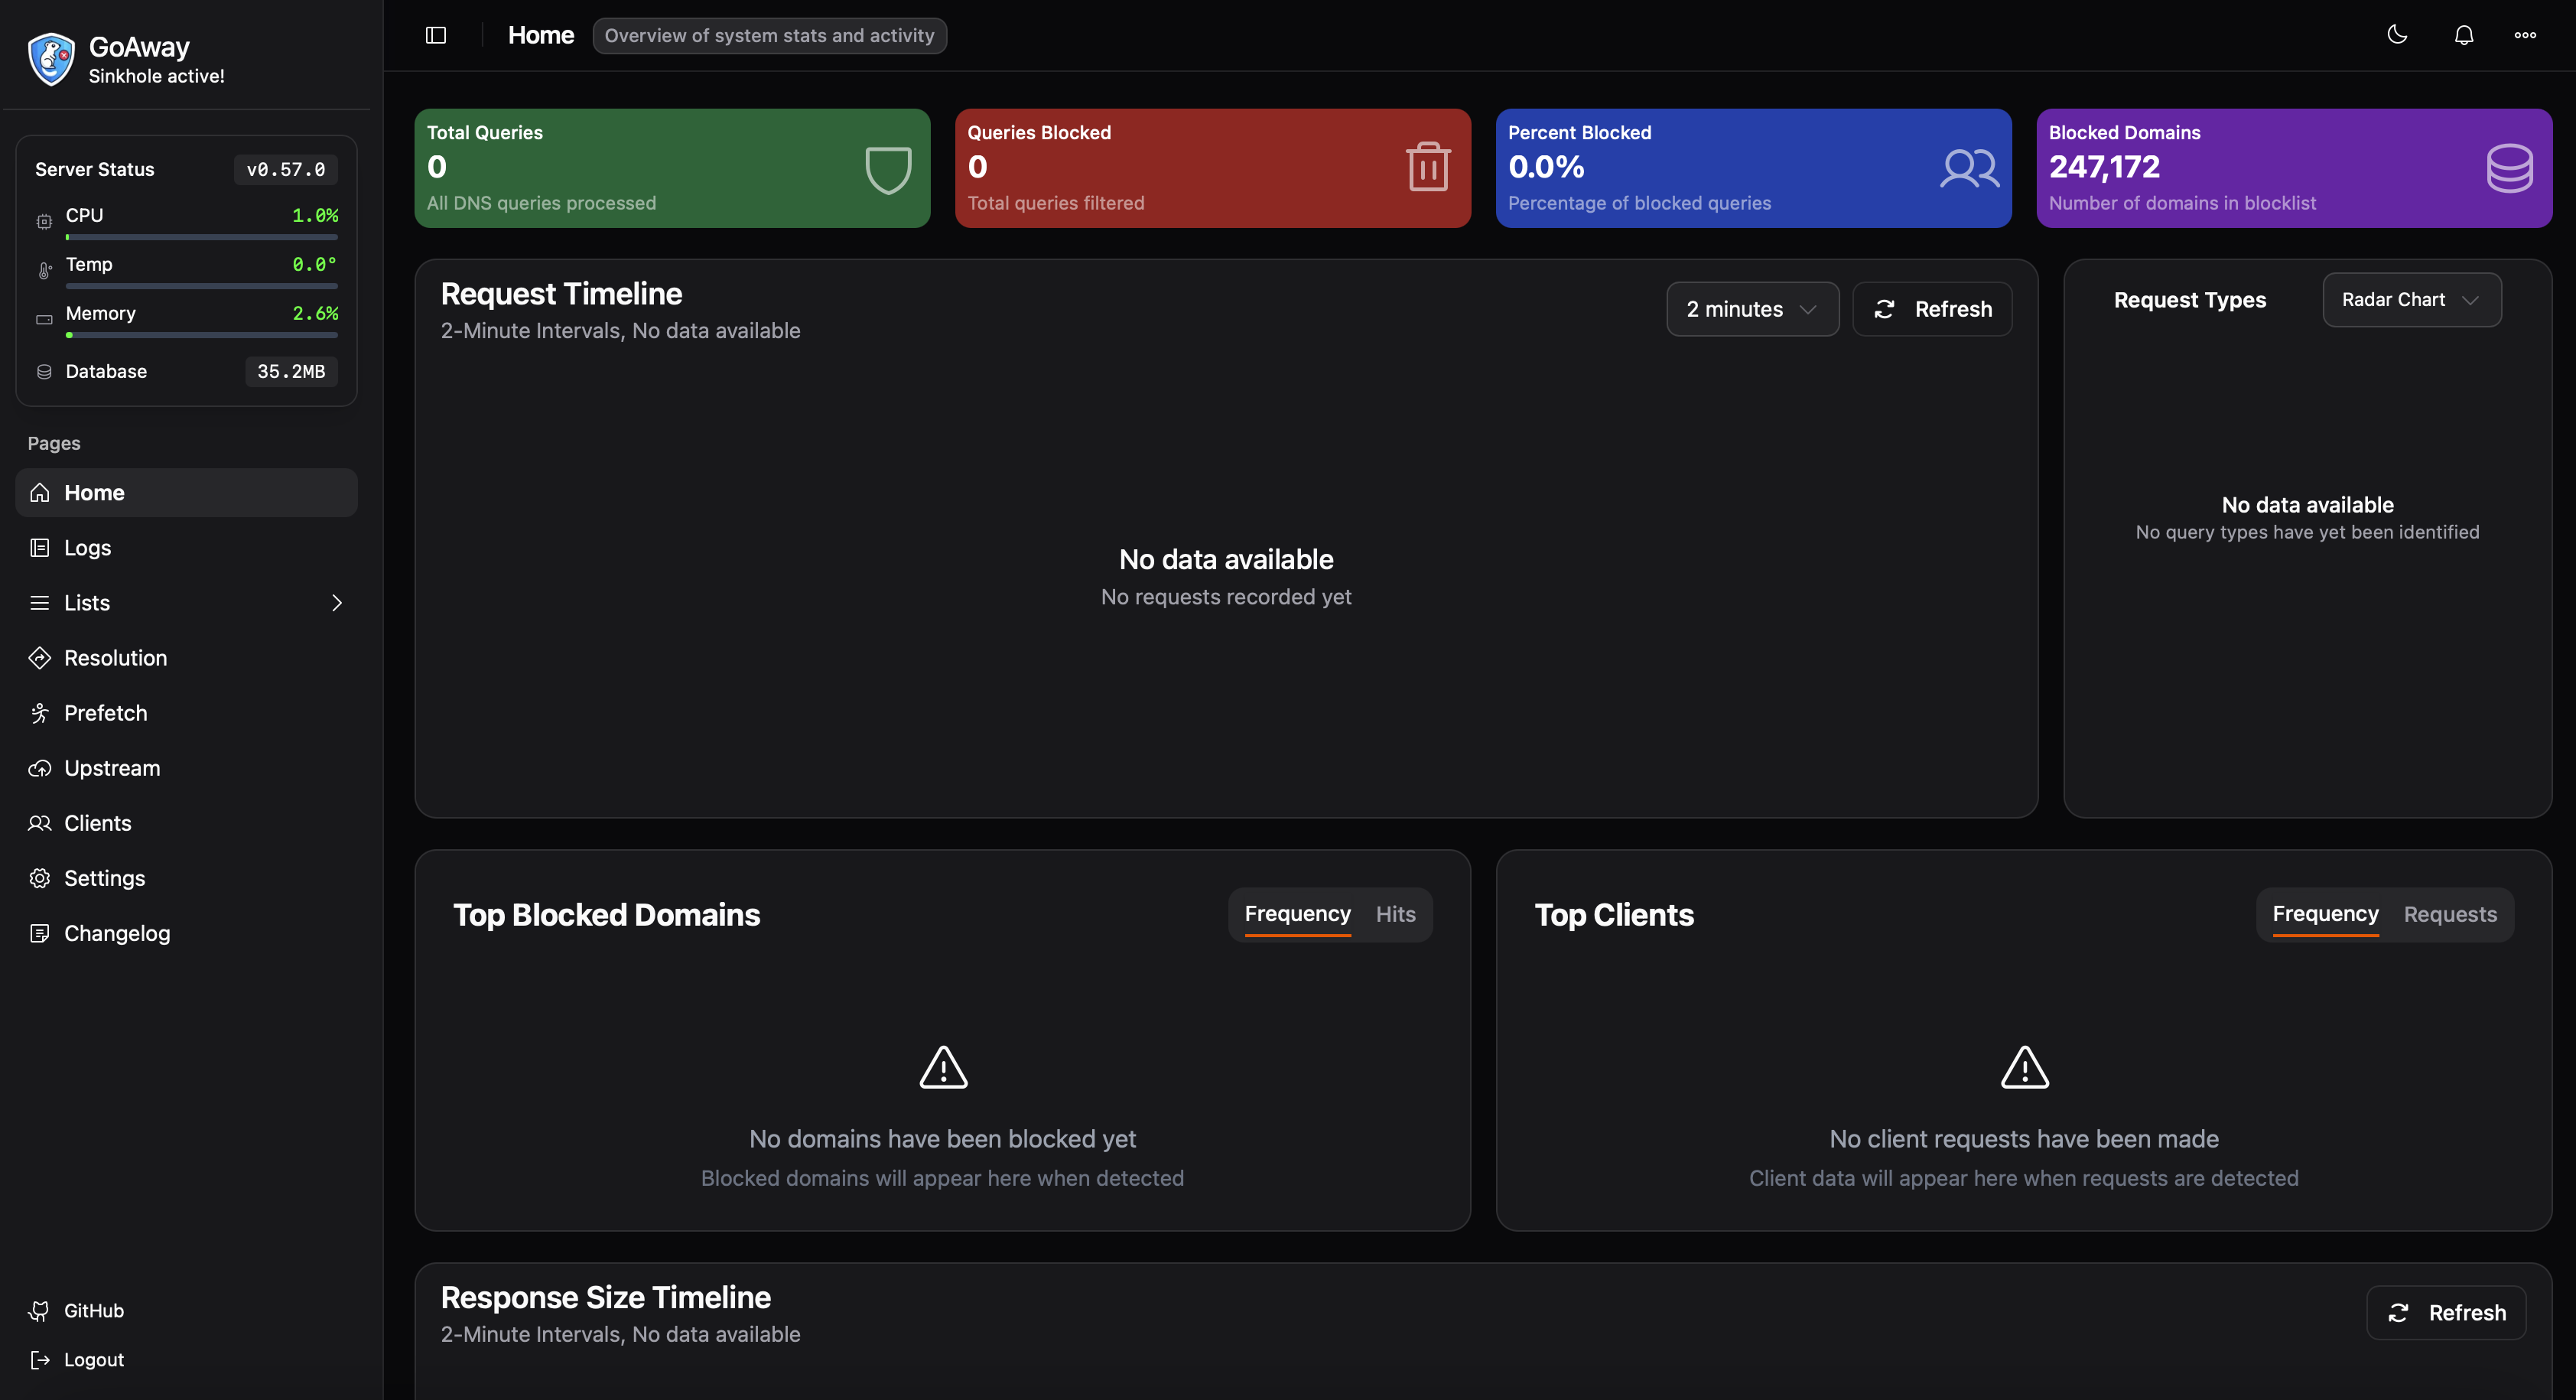 GoAway
Sinkhole active!
Server Status v0.57.0
CPU 1.0%
Temp 0.0°
Memory 2.6%
Database 35.2MB
Pages
Home
Logs
Lists
Resolution
Prefetch
Upstream
Clients
Settings
Changelog
GitHub
Logout
Home Overview of system stats and activity
Total Queries
0
All DNS queries processed
Queries Blocked
0
Total queries filtered
Percent Blocked
0.0%
Percentage of blocked queries
Blocked Domains
247,172
Number of domains in blocklist
Request Timeline
2-Minute Intervals, No data available
2 minutes
Refresh
No data available
No requests recorded yet
Request Types
Radar Chart
No data available
No query types have yet been identified
Top Blocked Domains
Frequency Hits
No domains have been blocked yet
Blocked domains will appear here when detected
Top Clients
Frequency Requests
No client requests have been made
Client data will appear here when requests are detected
Response Size Timeline
2-Minute Intervals, No data available
Refresh